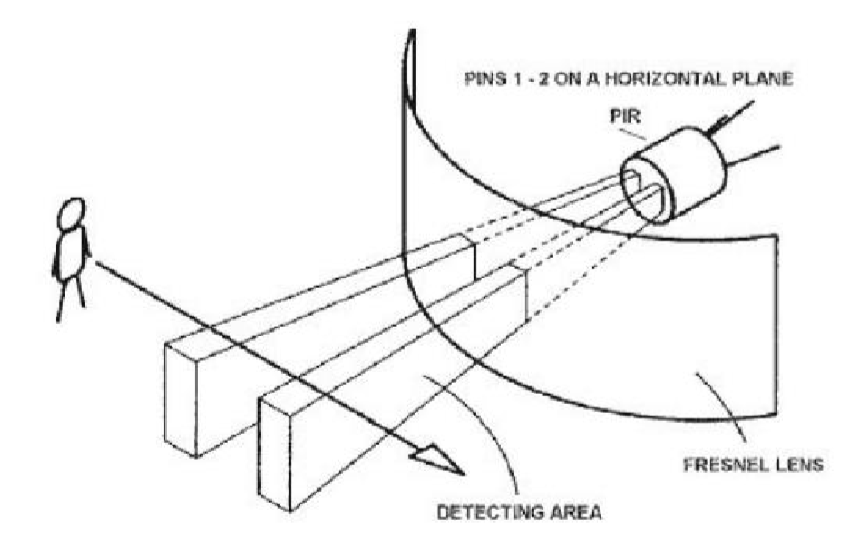 PINS 1 - 2 ON A HORIZONTAL PLANE
PIR
FRESNEL LENS
DETECTING AREA